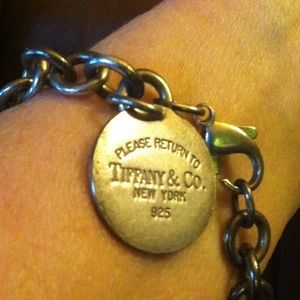 PLEASE RETURN TO
TIFFANY & CO.
NEW YORK
925